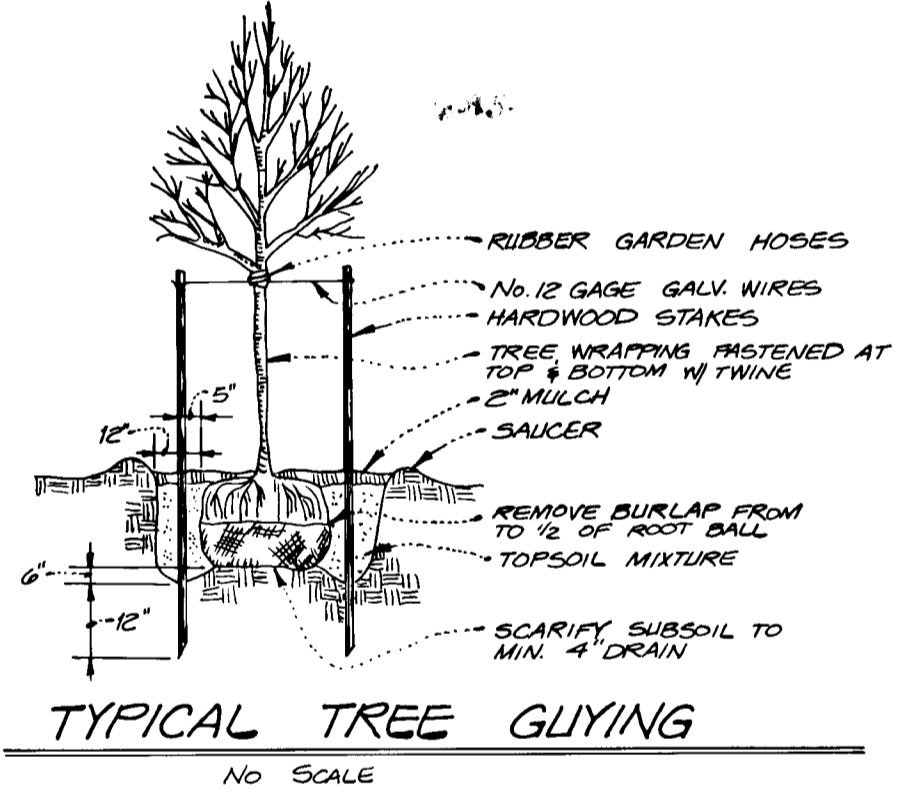 RUBBER GARDEN HOSES
No. 12 GAGE GALV. WIRES
HARDWOOD STAKES
TREE WRAPPING FASTENED AT
TOP & BOTTOM W/ TWINE
5"
2" MULCH
12"
SAUCER
REMOVE BURLAP FROM
TO 1/2 OF ROOT BALL
TOPSOIL MIXTURE
6"
12"
SCARIFY SUBSOIL TO
MIN. 4" DRAIN
TYPICAL TREE GUYING
NO SCALE